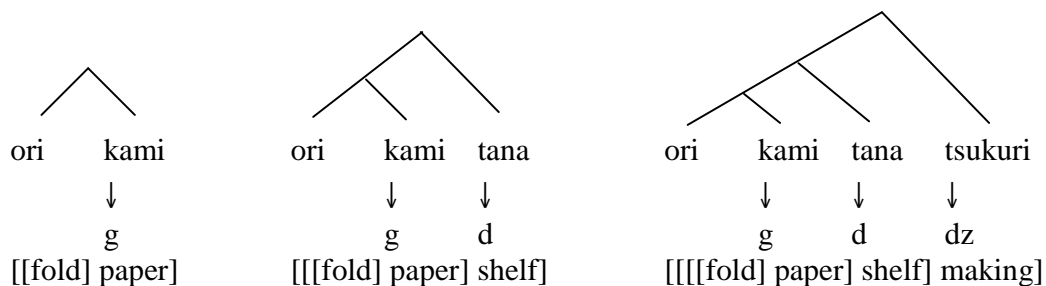 ori kami ori kami tana ori kami tana tsukuri
↓ ↓ ↓ ↓ ↓ ↓
g g d g d dz
[[fold] paper] [[[fold] paper] shelf] [[[[fold] paper] shelf] making]